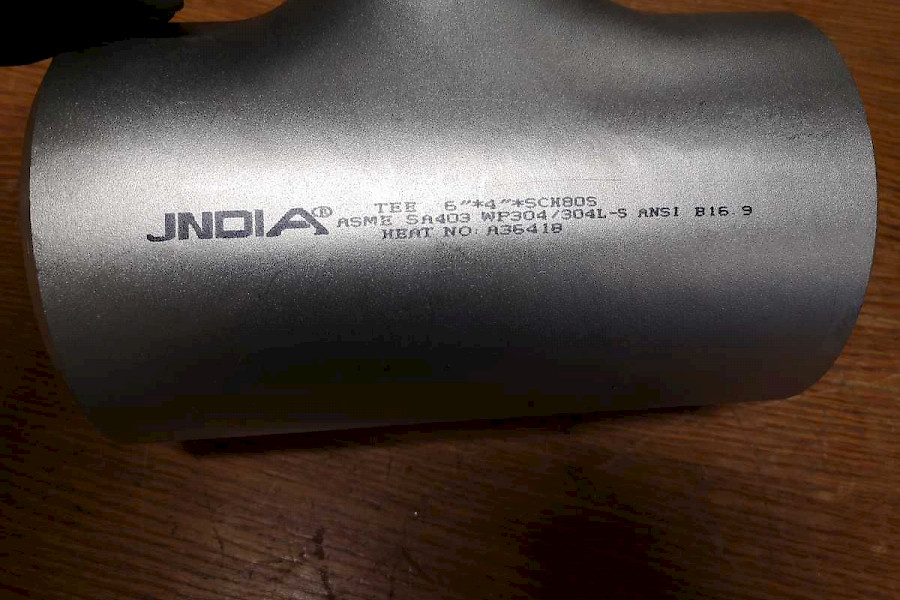 JNDIA®
TEE 6"*4"*SCH80S
ASME SA403 WP304/304L-S ANSI B16.9
HEAT NO: A36418